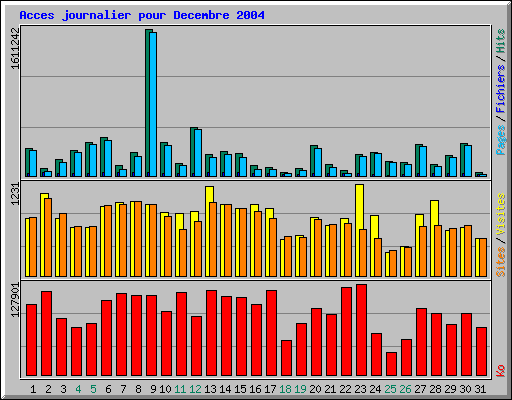 Acces journalier pour Decembre 2004
1611242
Pages / Fichiers / Hits
1231
Sites / Visites
127901
Ko
1 2 3 4 5 6 7 8 9 10 11 12 13 14 15 16 17 18 19 20 21 22 23 24 25 26 27 28 29 30 31